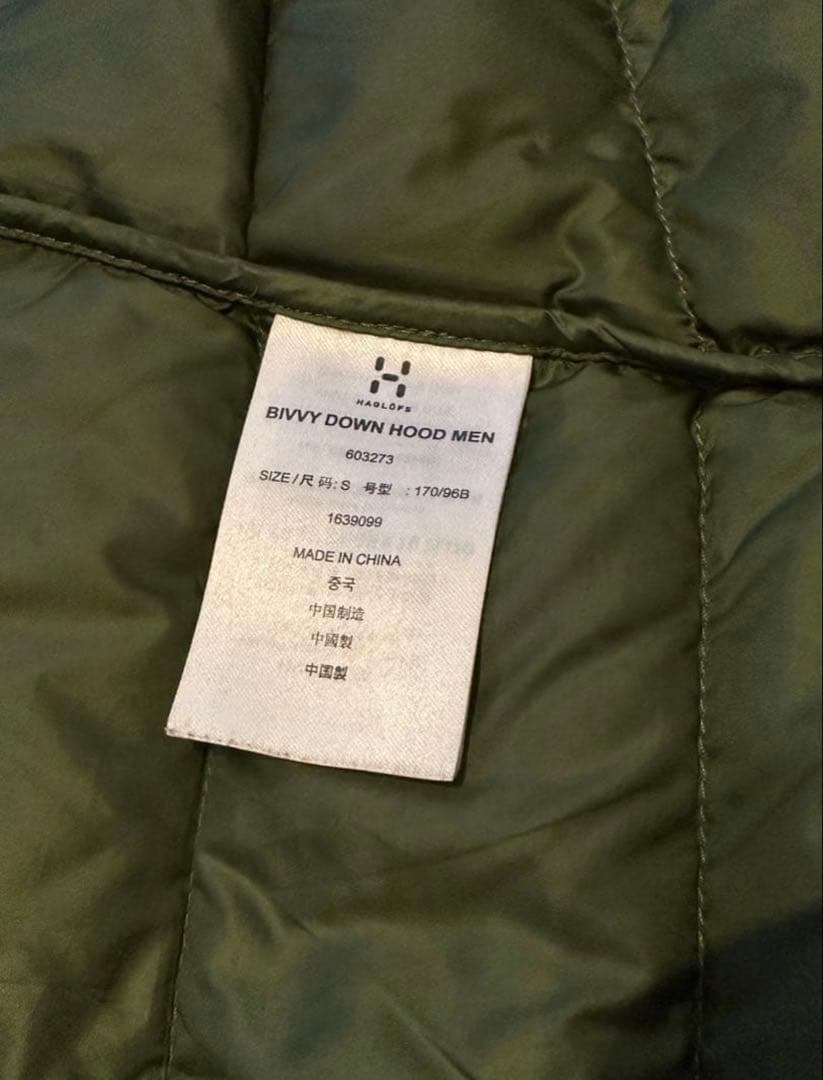 HAGLÖFS
BIVVY DOWN HOOD MEN
603273
SIZE/尺 码: S 号型 : 170/96B
1639099
MADE IN CHINA
중국
中国制造
中國製
中国製